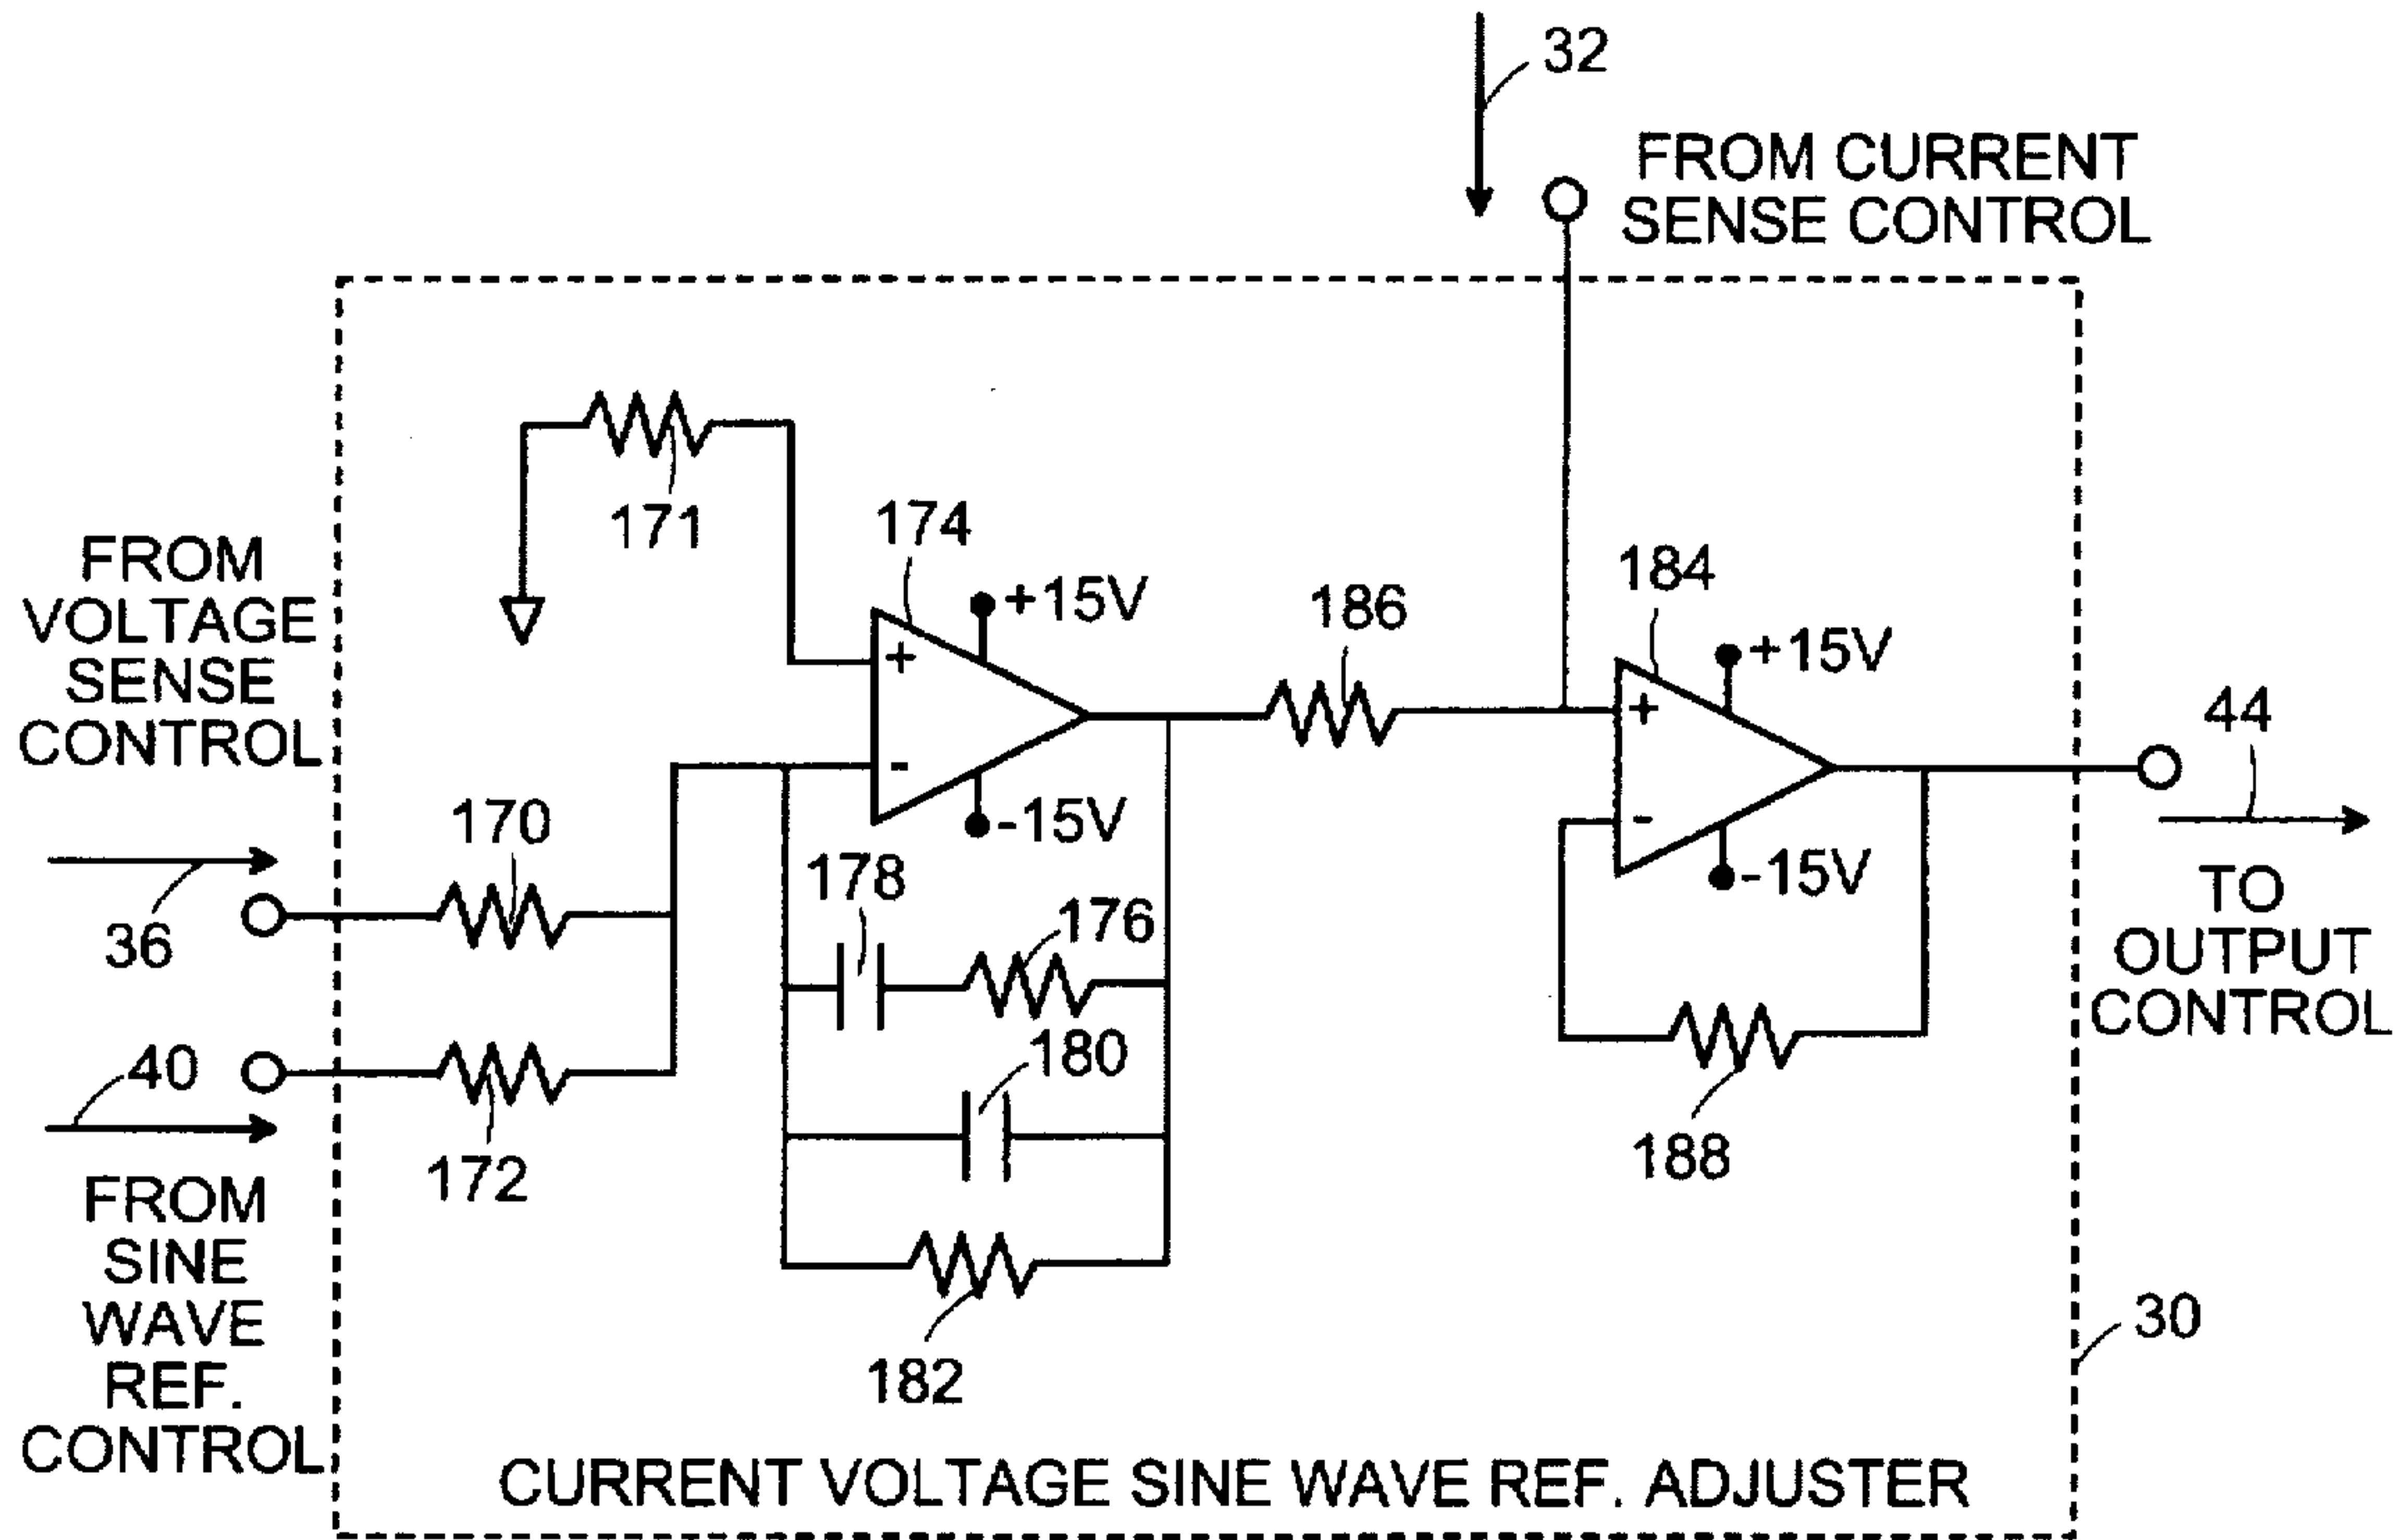 32
FROM CURRENT
SENSE CONTROL
171
174
+15V
+
-
-15V
186
184
+15V
+
-
-15V
44
TO
OUTPUT
CONTROL
FROM
VOLTAGE
SENSE
CONTROL
36
170
178
176
180
40
172
182
188
FROM
SINE
WAVE
REF.
CONTROL
30
CURRENT VOLTAGE SINE WAVE REF. ADJUSTER